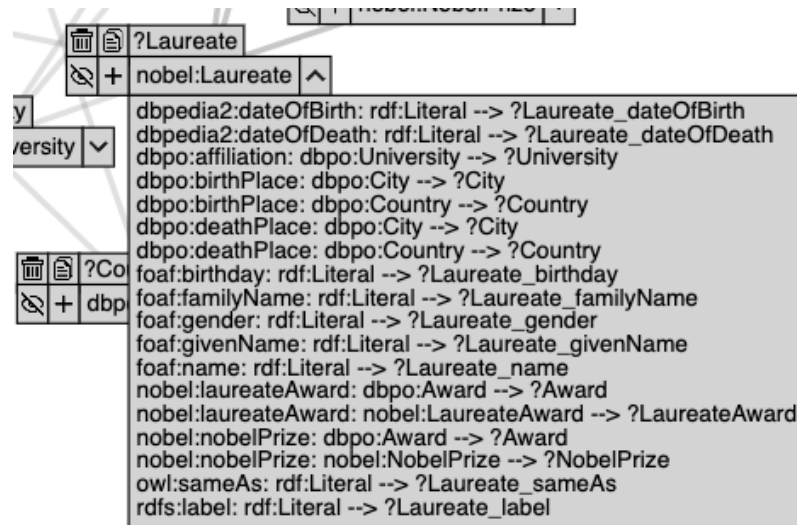 ?Laureate
nobel:Laureate
dbpedia2:dateOfBirth: rdf:Literal --> ?Laureate_dateOfBirth
dbpedia2:dateOfDeath: rdf:Literal --> ?Laureate_dateOfDeath
dbpo:affiliation: dbpo:University --> ?University
dbpo:birthPlace: dbpo:City --> ?City
dbpo:birthPlace: dbpo:Country --> ?Country
dbpo:deathPlace: dbpo:City --> ?City
dbpo:deathPlace: dbpo:Country --> ?Country
foaf:birthday: rdf:Literal --> ?Laureate_birthday
foaf:familyName: rdf:Literal --> ?Laureate_familyName
foaf:gender: rdf:Literal --> ?Laureate_gender
foaf:givenName: rdf:Literal --> ?Laureate_givenName
foaf:name: rdf:Literal --> ?Laureate_name
nobel:laureateAward: dbpo:Award --> ?Award
nobel:laureateAward: nobel:LaureateAward --> ?LaureateAward
nobel:nobelPrize: dbpo:Award --> ?Award
nobel:nobelPrize: nobel:NobelPrize --> ?NobelPrize
owl:sameAs: rdf:Literal --> ?Laureate_sameAs
rdfs:label: rdf:Literal --> ?Laureate_label
y
versity
?Co
dbp